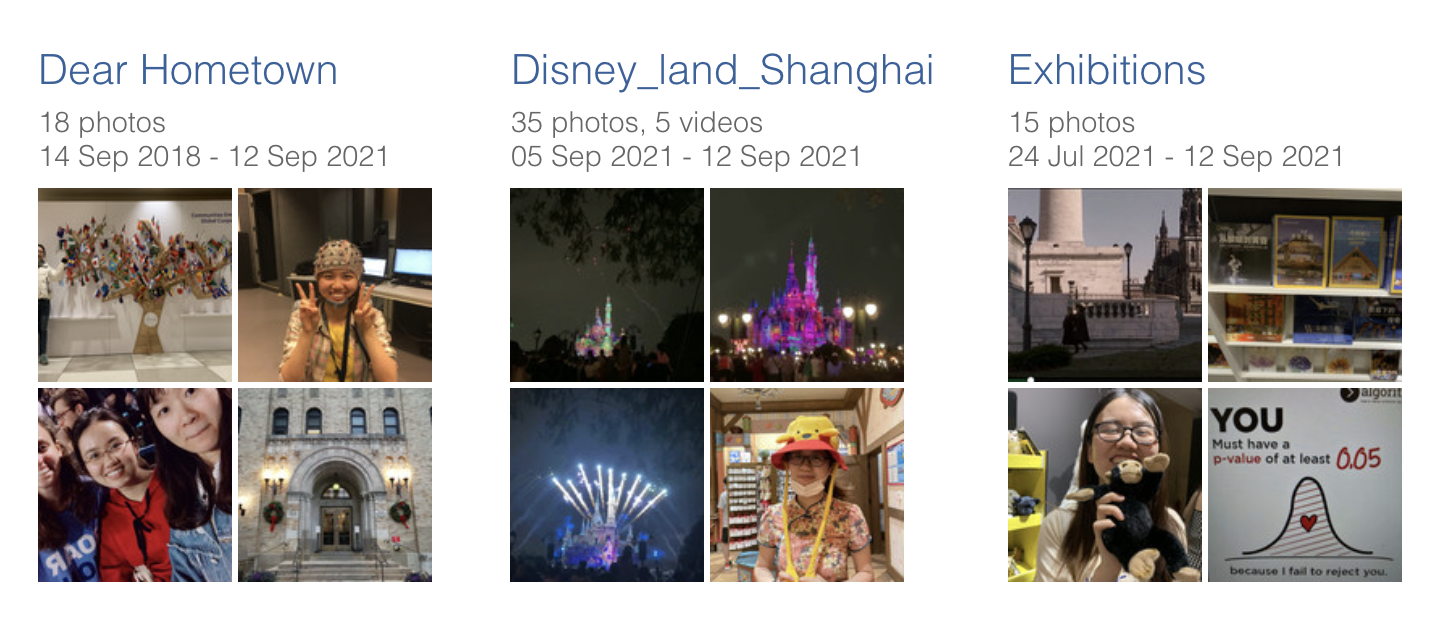 Dear Hometown
18 photos
14 Sep 2018 - 12 Sep 2021
Disney_land_Shanghai
35 photos, 5 videos
05 Sep 2021 - 12 Sep 2021
Exhibitions
15 photos
24 Jul 2021 - 12 Sep 2021
YOU
Must have a
p-value of at least 0.05
because I fail to reject you.